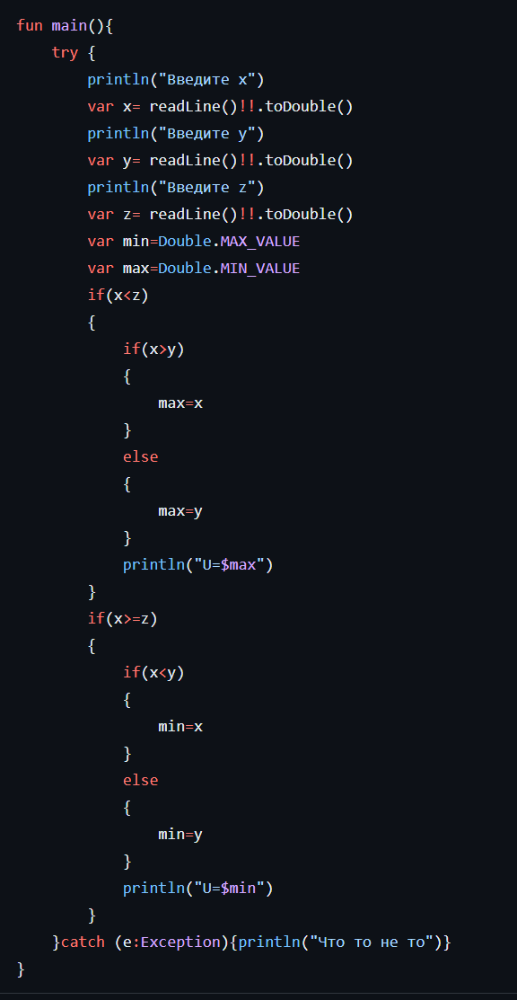 fun main(){
    try {
        println("Введите x")
        var x= readLine()!!.toDouble()
        println("Введите y")
        var y= readLine()!!.toDouble()
        println("Введите z")
        var z= readLine()!!.toDouble()
        var min=Double.MAX_VALUE
        var max=Double.MIN_VALUE
        if(x<z)
        {
            if(x>y)
            {
                max=x
            }
            else
            {
                max=y
            }
            println("U=$max")
        }
        if(x>=z)
        {
            if(x<y)
            {
                min=x
            }
            else
            {
                min=y
            }
            println("U=$min")
        }
    }catch (e:Exception){println("Что то не то")}
}